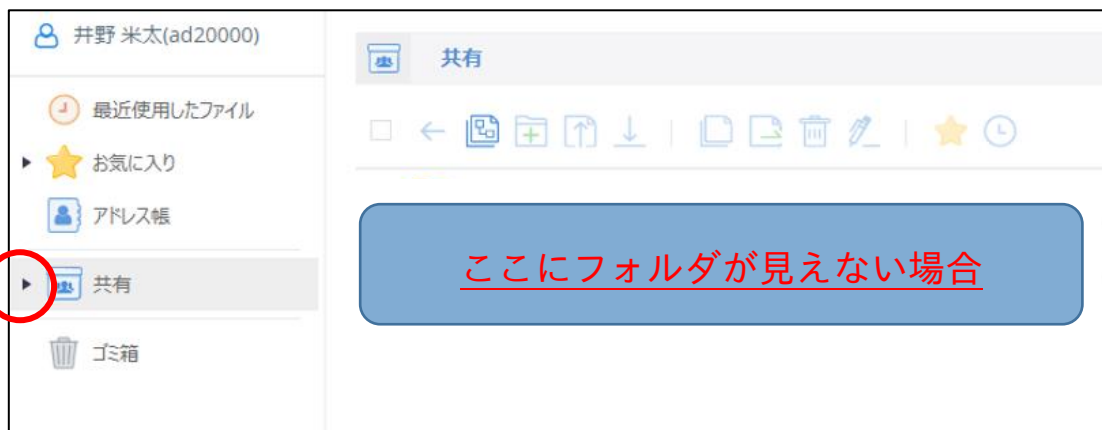 井野 米太(ad20000)
最近使用したファイル
お気に入り
アドレス帳
共有
ゴミ箱
共有
ここにフォルダが見えない場合